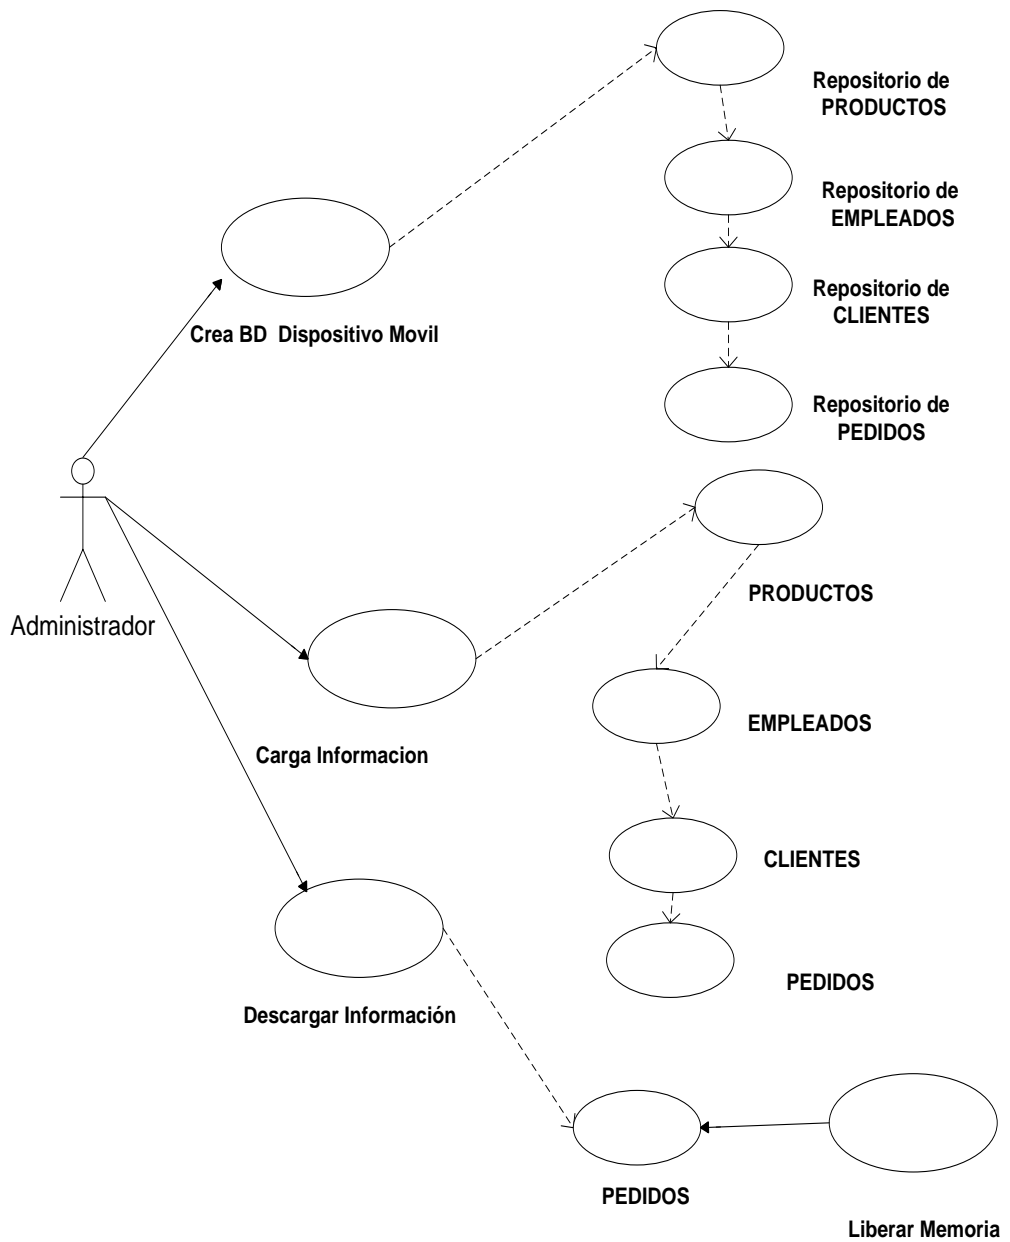 Repositorio de
PRODUCTOS
Repositorio de
EMPLEADOS
Repositorio de
CLIENTES
Crea BD  Dispositivo Movil
Repositorio de
PEDIDOS
PRODUCTOS
Administrador
EMPLEADOS
Carga Informacion
CLIENTES
PEDIDOS
Descargar Información
PEDIDOS
Liberar Memoria